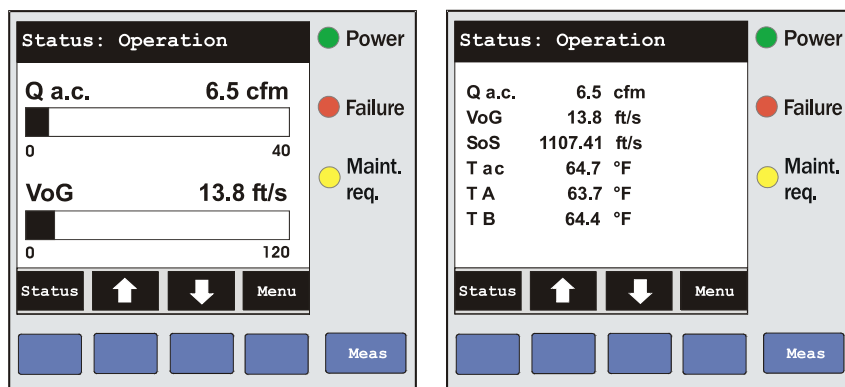 Status: Operation
Power
Q a.c. 6.5 cfm
Failure
0 40
Maint.
req.
VoG 13.8 ft/s
0 120
Status Menu
Meas
Status: Operation
Power
Q a.c. 6.5 cfm
VoG 13.8 ft/s
Failure
SoS 1107.41 ft/s
T ac 64.7 °F
Maint.
req.
T A 63.7 °F
T B 64.4 °F
Status Menu
Meas